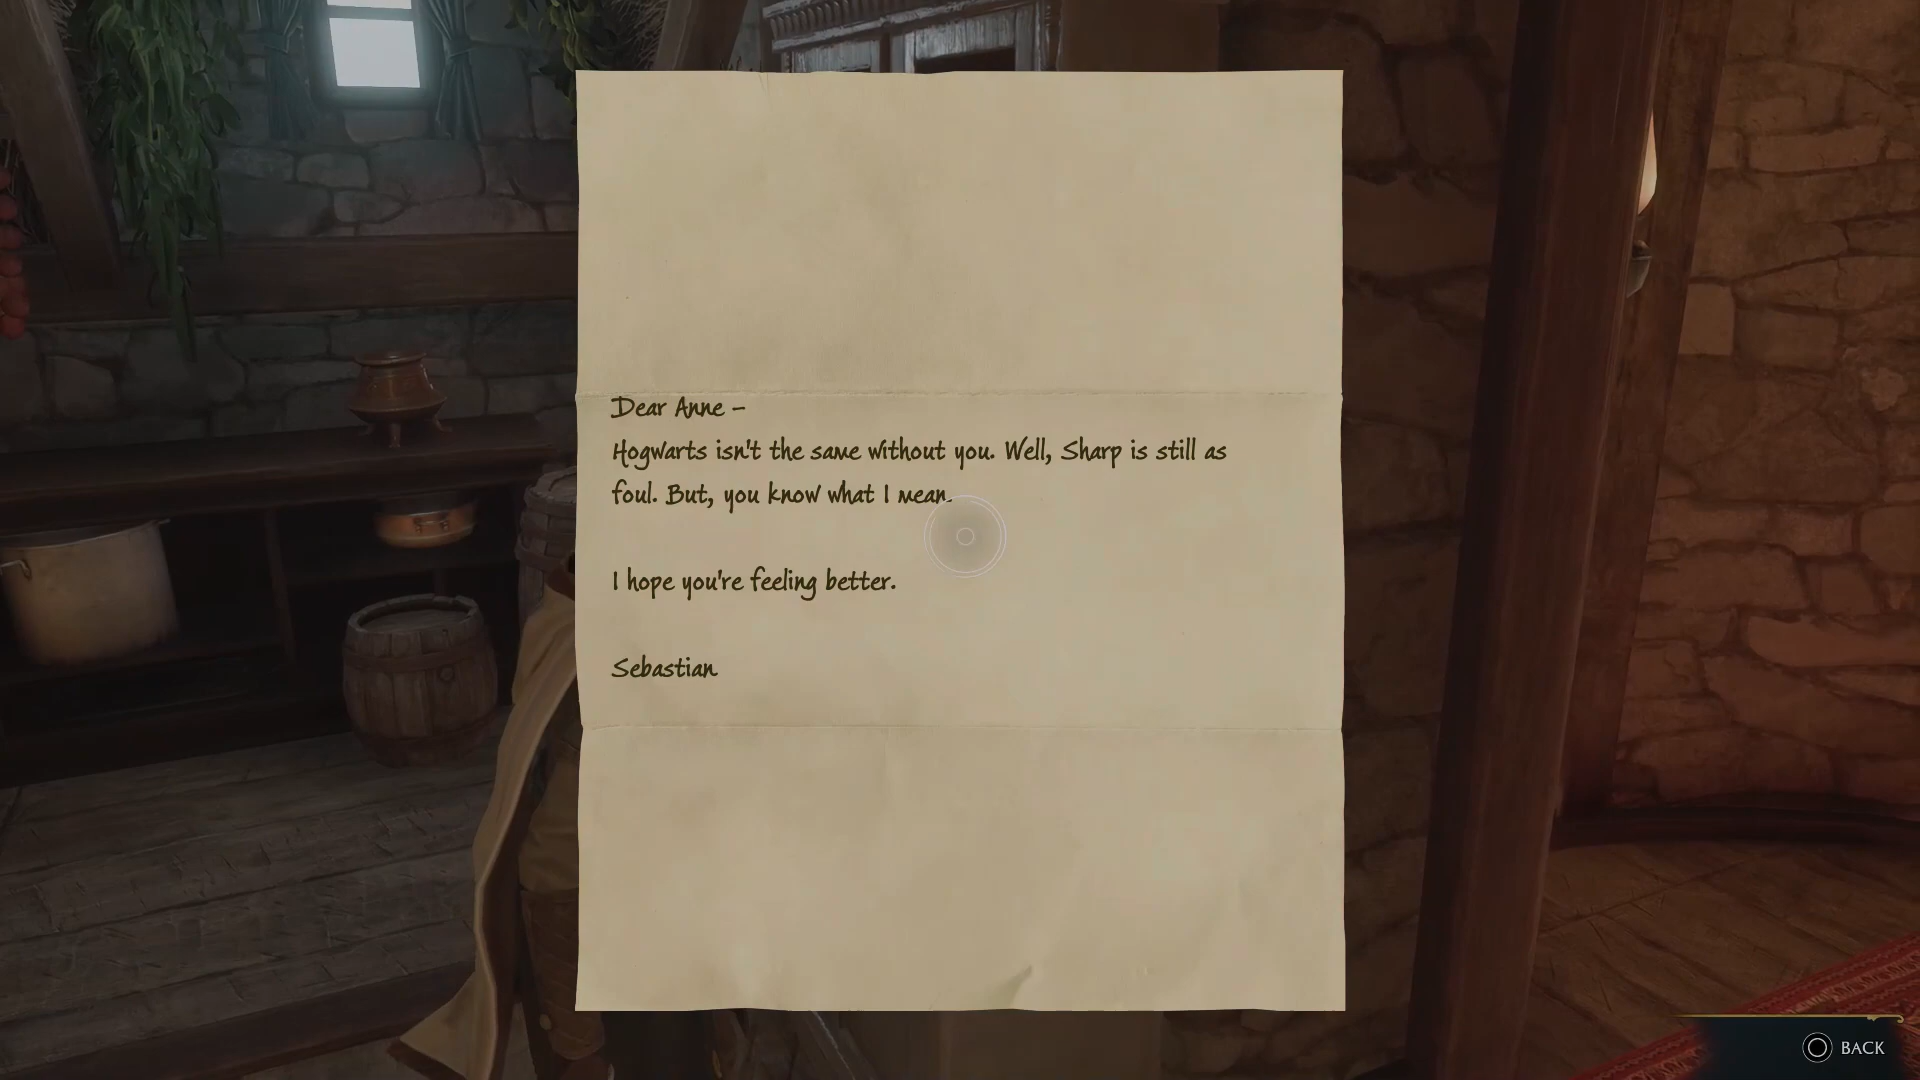 Dear Anne –
Hogwarts isn't the same without you. Well, Sharp is still as
foul. But, you know what I mean.
I hope you're feeling better.
Sebastian
BACK